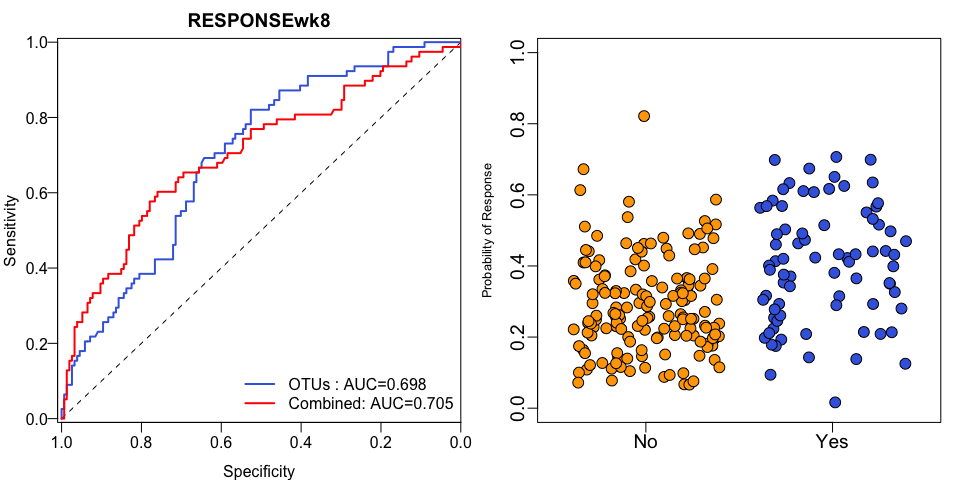 RESPONSEwk8
1.0
0.8
0.6
0.4
0.2
0.0
Sensitivity
OTUs : AUC=0.698
Combined: AUC=0.705
1.0 0.8 0.6 0.4 0.2 0.0
Specificity
1.0
0.8
0.6
0.4
0.2
0.0
Probability of Response
No Yes